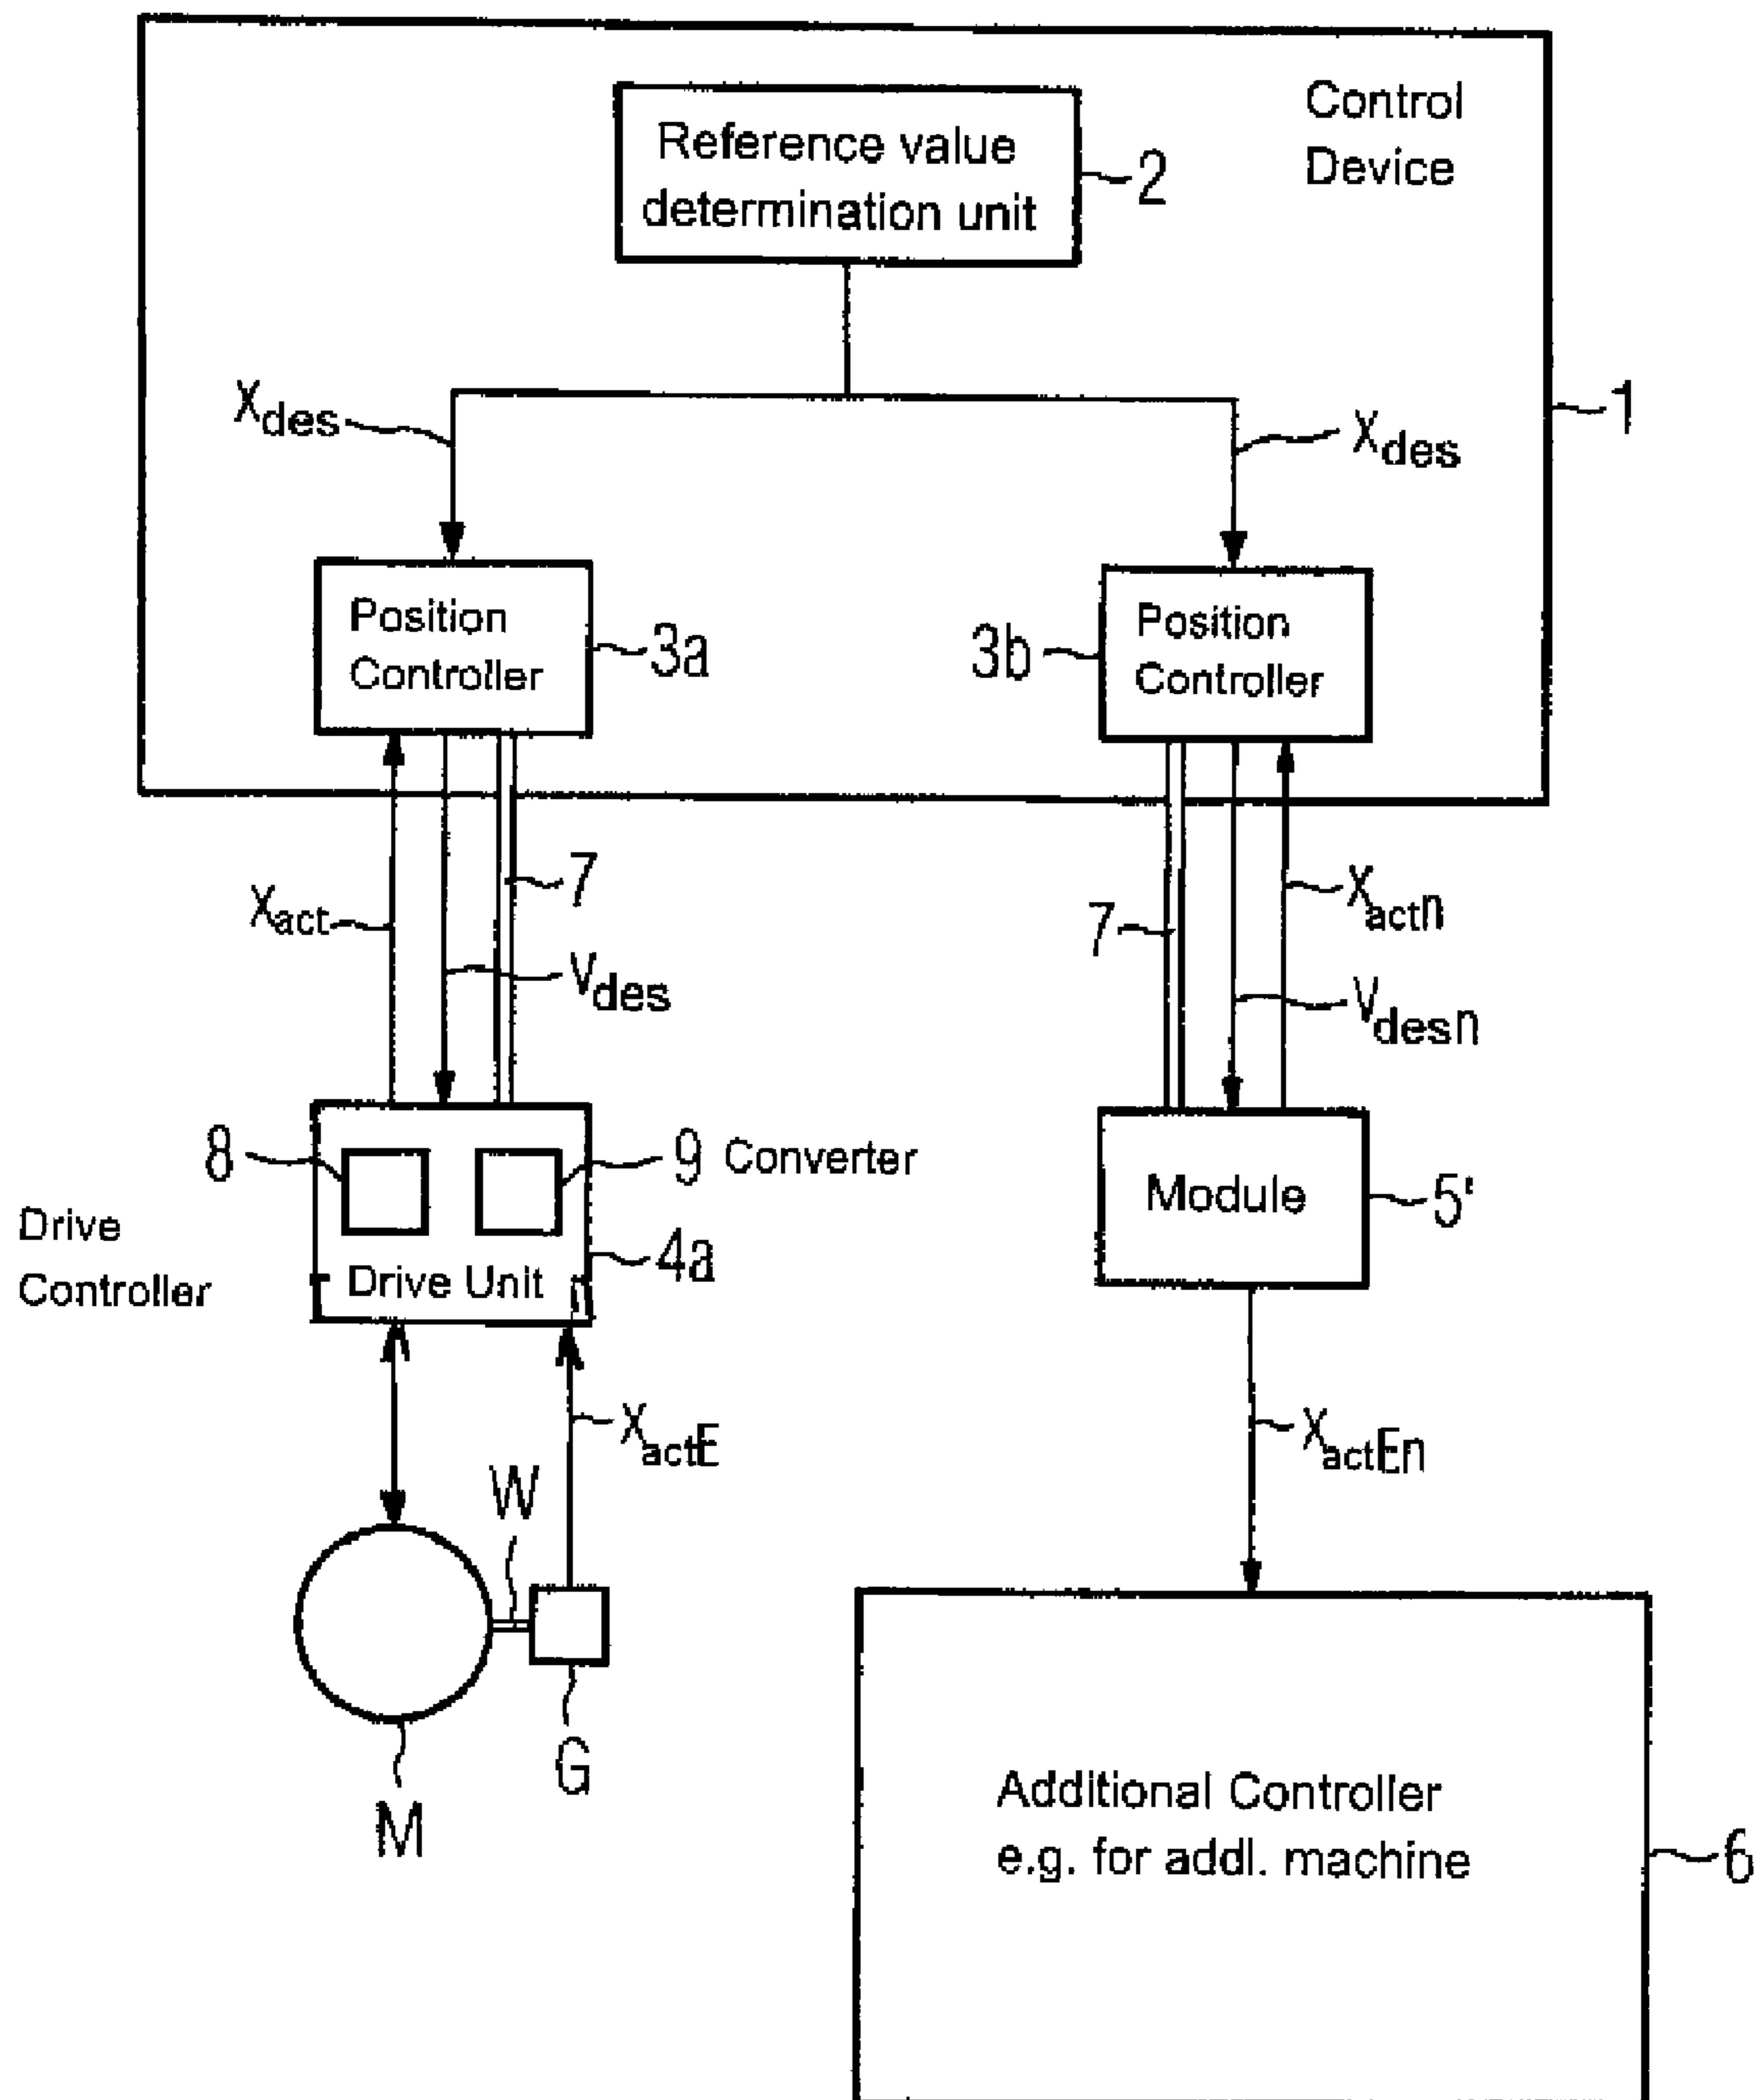 Control
Device
Reference value
determination unit
2
1
Xdes
Xdes
Position
Controller
3a
3b
Position
Controller
Xact
7
Vdes
7
Xactn
Vdesn
8
9 Converter
Drive
Controller
Drive Unit
4a
Module
5'
XactE
W
XactEn
G
M
Additional Controller
e.g. for addl. machine
6